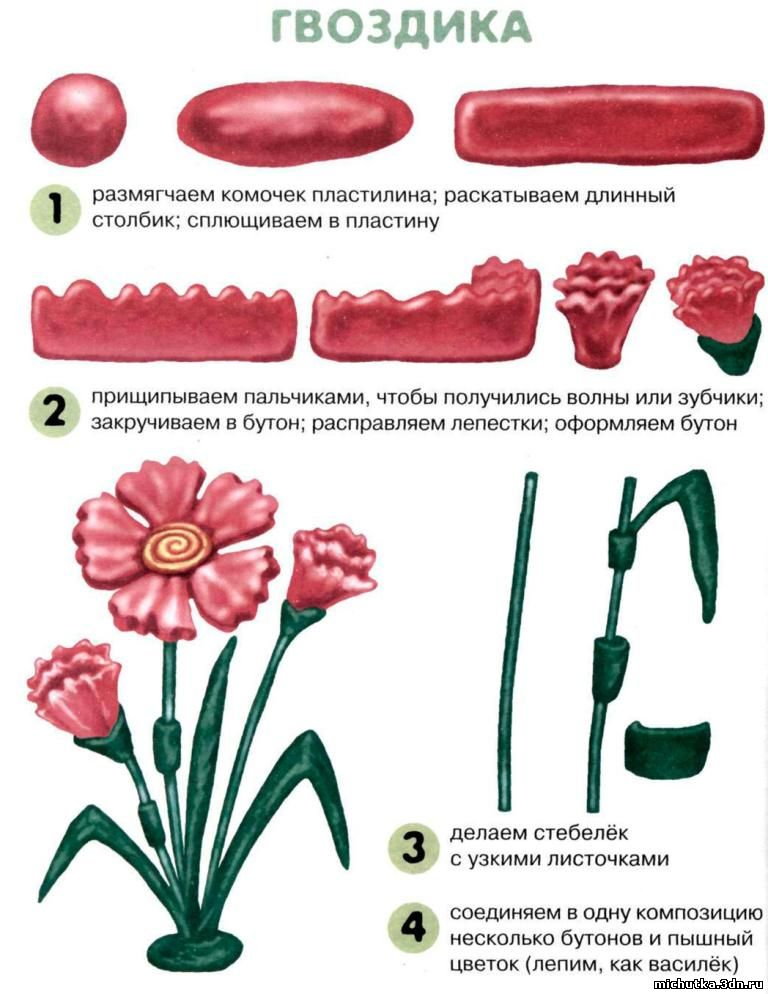 ГВОЗДИКА
1
размягчаем комочек пластилина; раскатываем длинный
столбик; сплющиваем в пластину
2
прищипываем пальчиками, чтобы получились волны или зубчики;
закручиваем в бутон; расправляем лепестки; оформляем бутон
3
делаем стебелёк
с узкими листочками
4
соединяем в одну композицию
несколько бутонов и пышный
цветок (лепим, как василёк)
michutka.3dn.ru